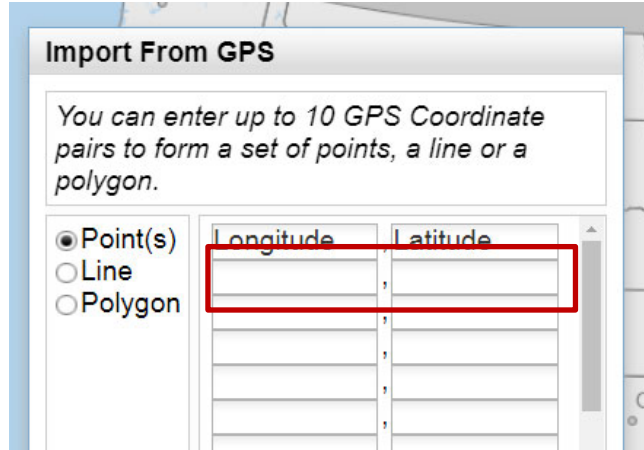 Import From GPS
You can enter up to 10 GPS Coordinate
pairs to form a set of points, a line or a
polygon.
Point(s)
Line
Polygon
Longitude , Latitude
,
,
,
,
,